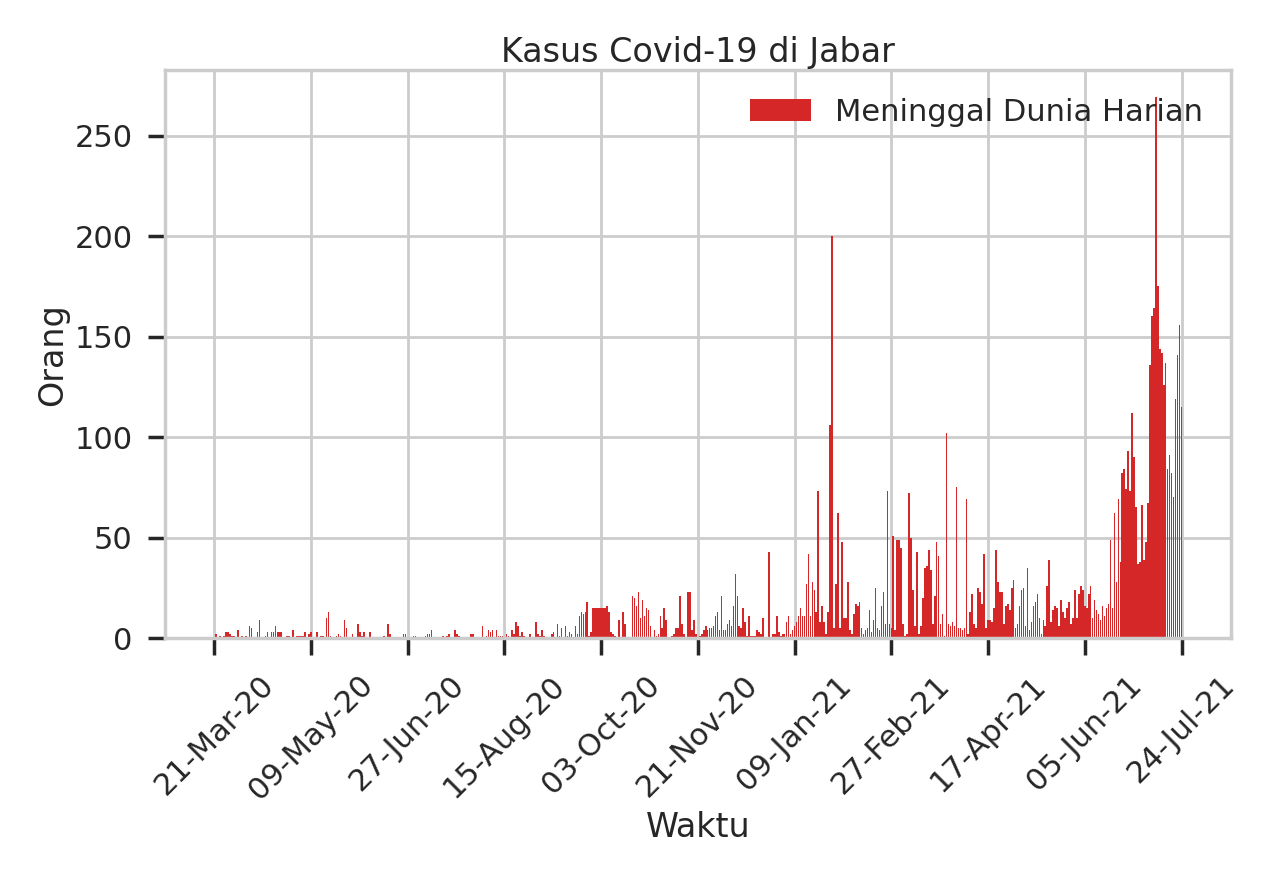 Kasus Covid-19 di Jabar
Meninggal Dunia Harian
Orang
250
200
150
100
50
0
21-Mar-20
09-May-20
27-Jun-20
15-Aug-20
03-Oct-20
21-Nov-20
09-Jan-21
27-Feb-21
17-Apr-21
05-Jun-21
24-Jul-21
Waktu